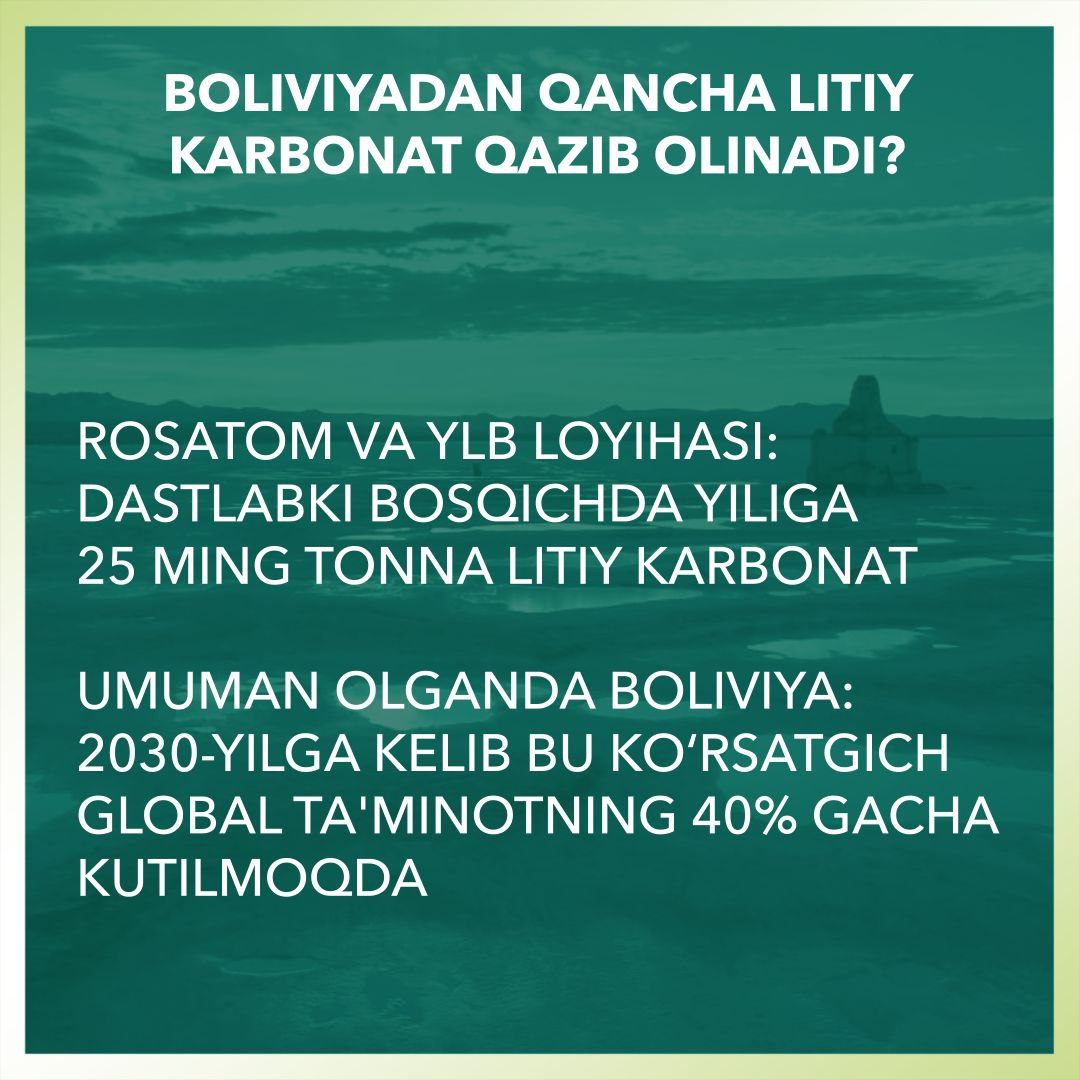 BOLIVIYADAN QANCHA LITIY
KARBONAT QAZIB OLINADI?
ROSATOM VA YLB LOYIHASI:
DASTLABKI BOSQICHDA YILIGA
25 MING TONNA LITIY KARBONAT
UMUMAN OLGANDA BOLIVIYA:
2030-YILGA KELIB BU KO‘RSATGICH
GLOBAL TA'MINOTNING 40% GACHA
KUTILMOQDA